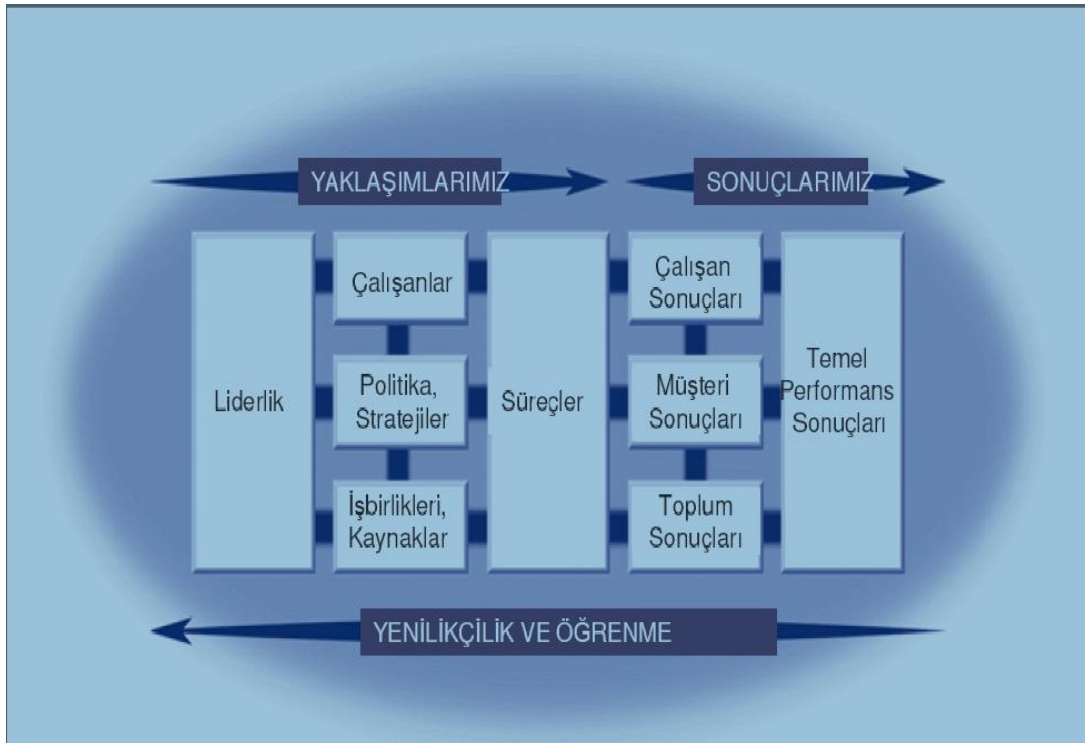 YAKLAŞIMLARIMIZ
SONUÇLARIMIZ
Liderlik
Çalışanlar
Politika,
Stratejiler
İşbirlikleri,
Kaynaklar
Süreçler
Çalışan
Sonuçları
Müşteri
Sonuçları
Toplum
Sonuçları
Temel
Performans
Sonuçları
YENİLİKÇİLİK VE ÖĞRENME